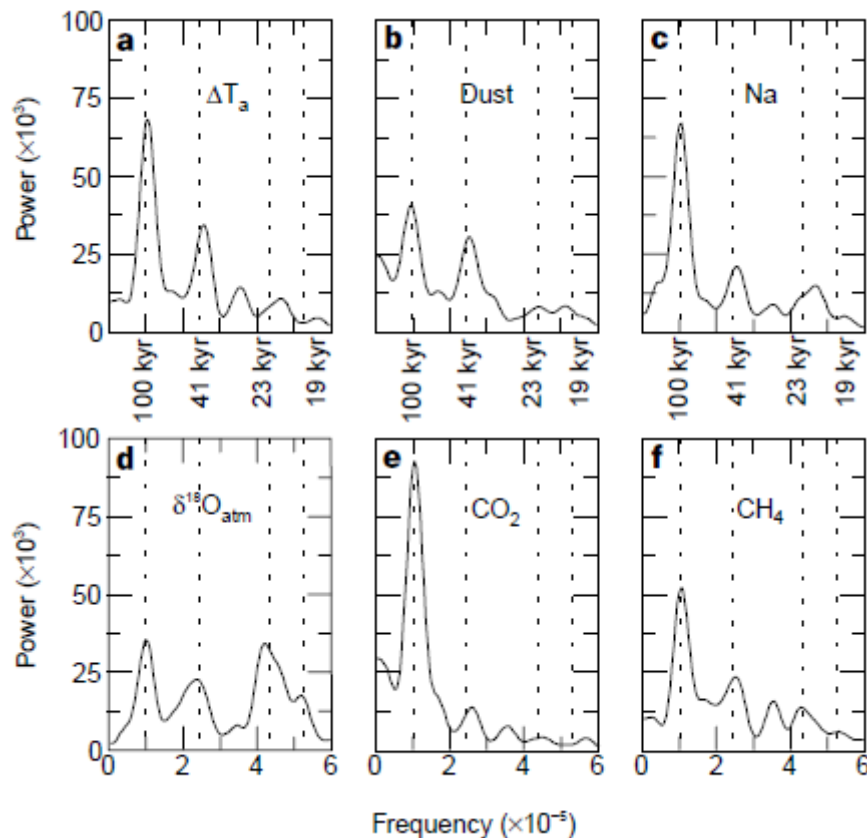 a
b
c
ΔTa
Dust
Na
Power (×10³)
100
75
50
25
0
100 kyr
41 kyr
23 kyr
19 kyr
100 kyr
41 kyr
23 kyr
19 kyr
100 kyr
41 kyr
23 kyr
19 kyr
d
e
f
δ¹⁸Oatm
CO₂
CH₄
Power (×10³)
100
75
50
25
0
0 2 4 6
0 2 4 6
0 2 4 6
Frequency (×10⁻⁵)